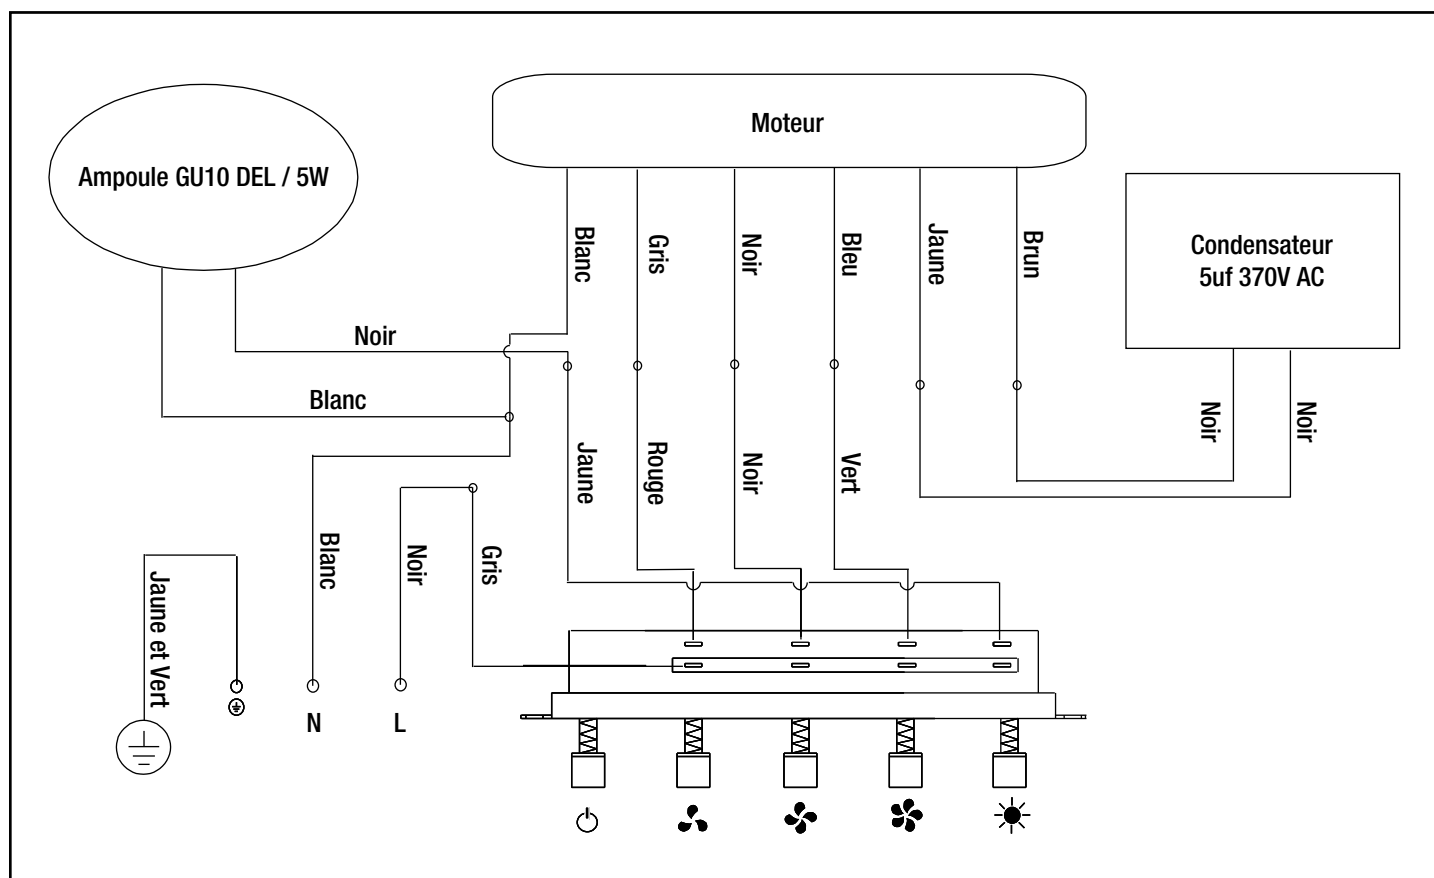 Moteur
Ampoule GU10 DEL / 5W
Condensateur
5uf 370V AC
Blanc
Gris
Noir
Bleu
Jaune
Brun
Noir
Blanc
Noir
Noir
Jaune
Rouge
Noir
Vert
Blanc
Noir
Gris
Jaune et Vert
N
L